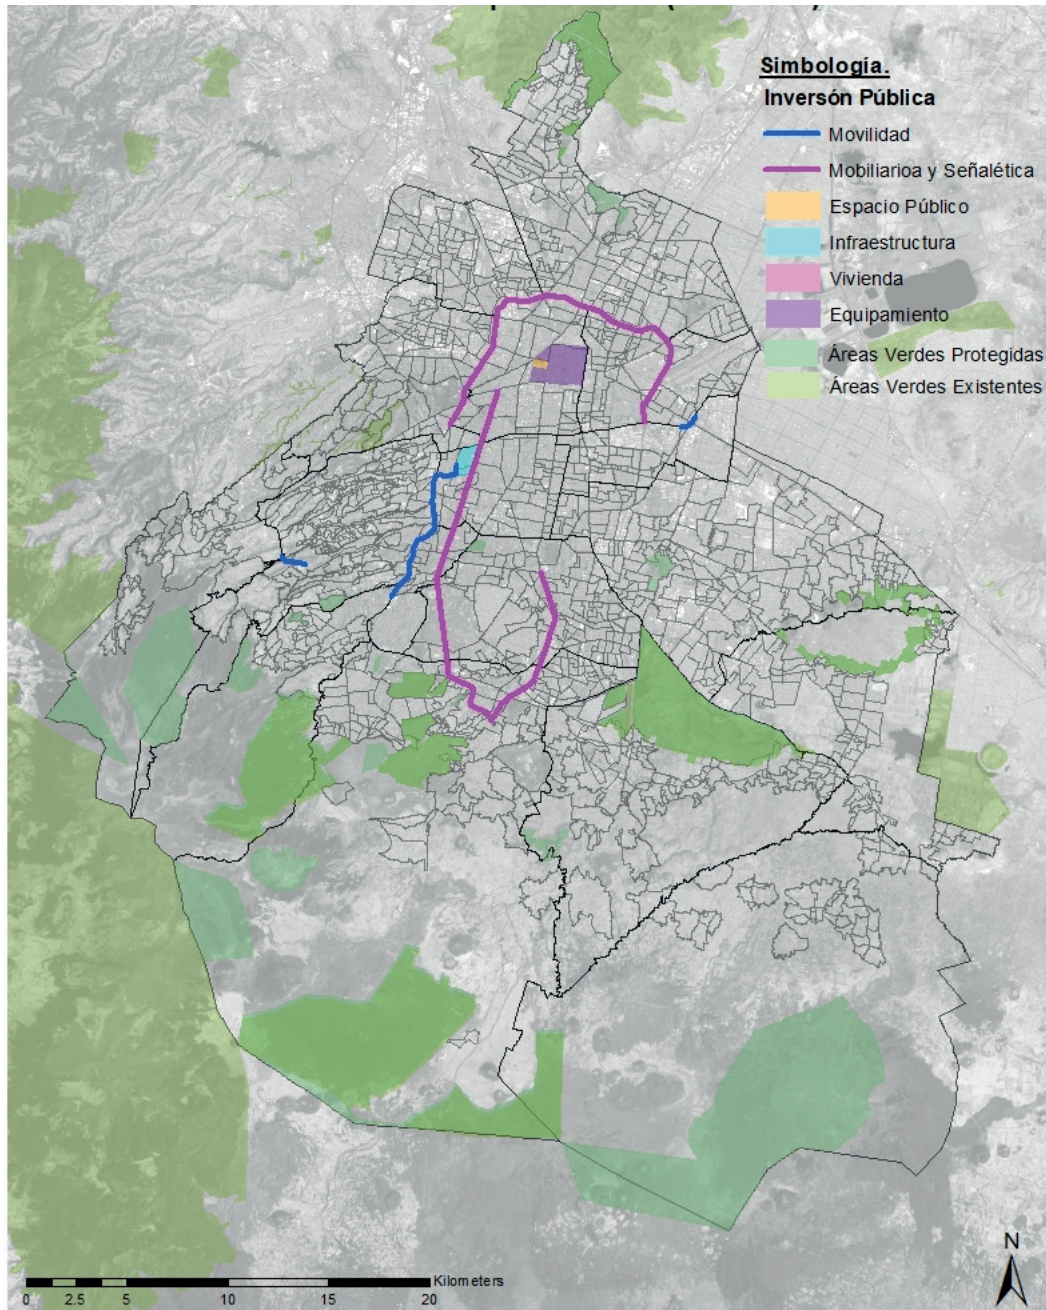 Simbología.
Inversón Pública
Movilidad
Mobiliarioa y Señalética
Espacio Público
Infraestructura
Vivienda
Equipamiento
Áreas Verdes Protegidas
Áreas Verdes Existentes
N
Kilometers
0 2.5 5 10 15 20